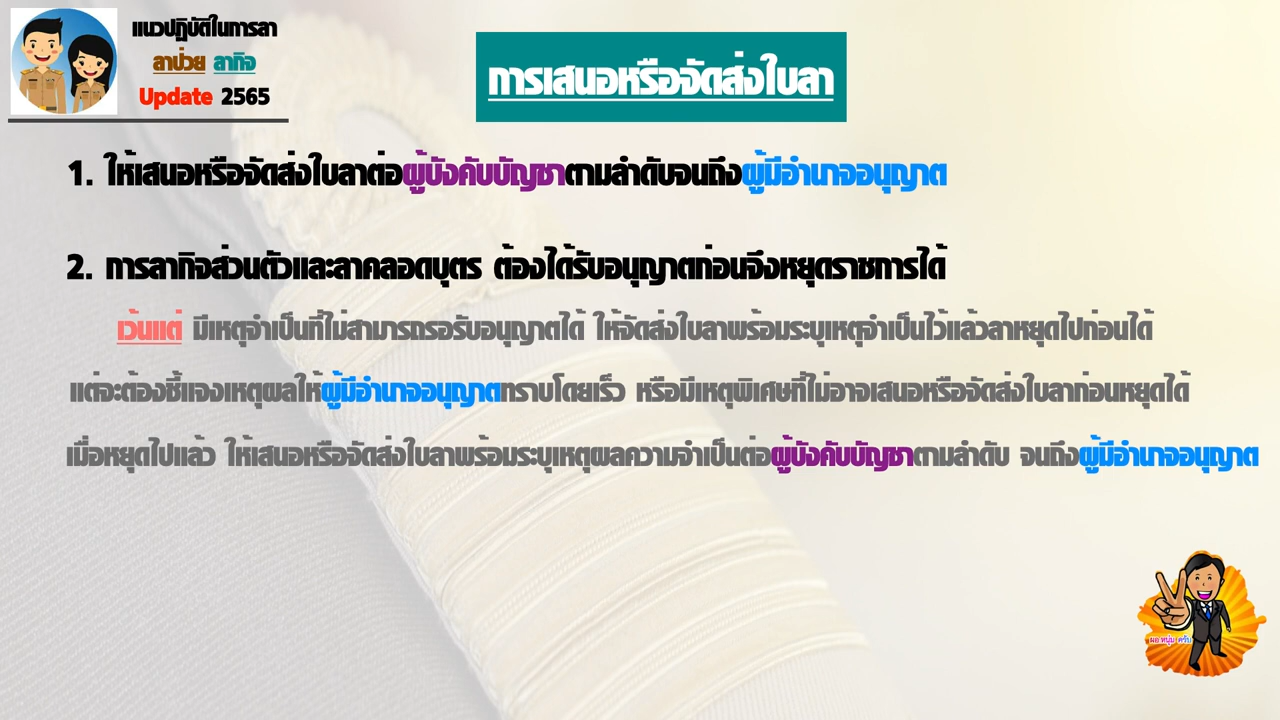 แนวปฏิบัติในการลา
ลาป่วย ลากิจ
Update 2565
การเสนอหรือจัดส่งใบลา
1. ให้เสนอหรือจัดส่งใบลาต่อผู้บังคับบัญชาตามลำดับจนถึงผู้มีอำนาจอนุญาต
2. การลากิจส่วนตัวและลาคลอดบุตร ต้องได้รับอนุญาตก่อนจึงหยุดราชการได้
เว้นแต่ มีเหตุจำเป็นที่ไม่สามารถรอรับอนุญาตได้ ให้จัดส่งใบลาพร้อมระบุเหตุจำเป็นไว้แล้วลาหยุดไปก่อนได้
แต่จะต้องชี้แจงเหตุผลให้ผู้มีอำนาจอนุญาตทราบโดยเร็ว หรือมีเหตุพิเศษที่ไม่อาจเสนอหรือจัดส่งใบลาก่อนหยุดได้
เมื่อหยุดไปแล้ว ให้เสนอหรือจัดส่งใบลาพร้อมระบุเหตุผลความจำเป็นต่อผู้บังคับบัญชาตามลำดับ จนถึงผู้มีอำนาจอนุญาต
ผอ.หนุ่ม ครับ